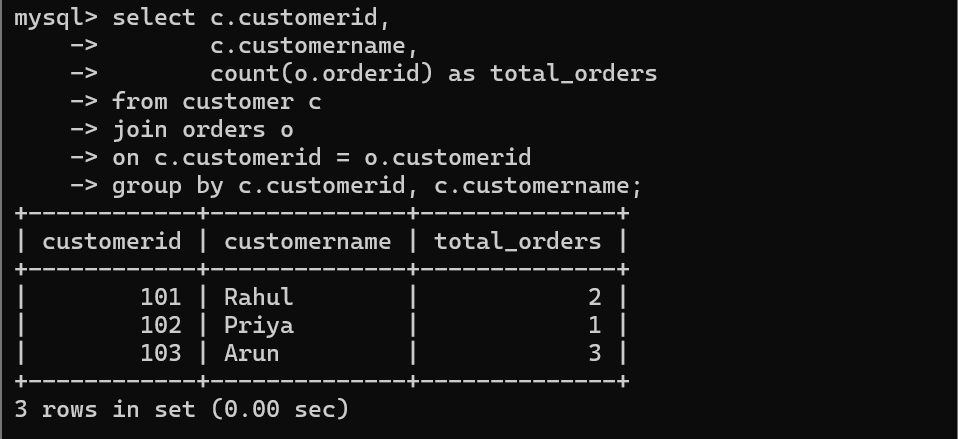 mysql> select c.customerid,
    ->        c.customername,
    ->        count(o.orderid) as total_orders
    -> from customer c
    -> join orders o
    -> on c.customerid = o.customerid
    -> group by c.customerid, c.customername;
+------------+--------------+--------------+
| customerid | customername | total_orders |
+------------+--------------+--------------+
|        101 | Rahul        |            2 |
|        102 | Priya        |            1 |
|        103 | Arun         |            3 |
+------------+--------------+--------------+
3 rows in set (0.00 sec)